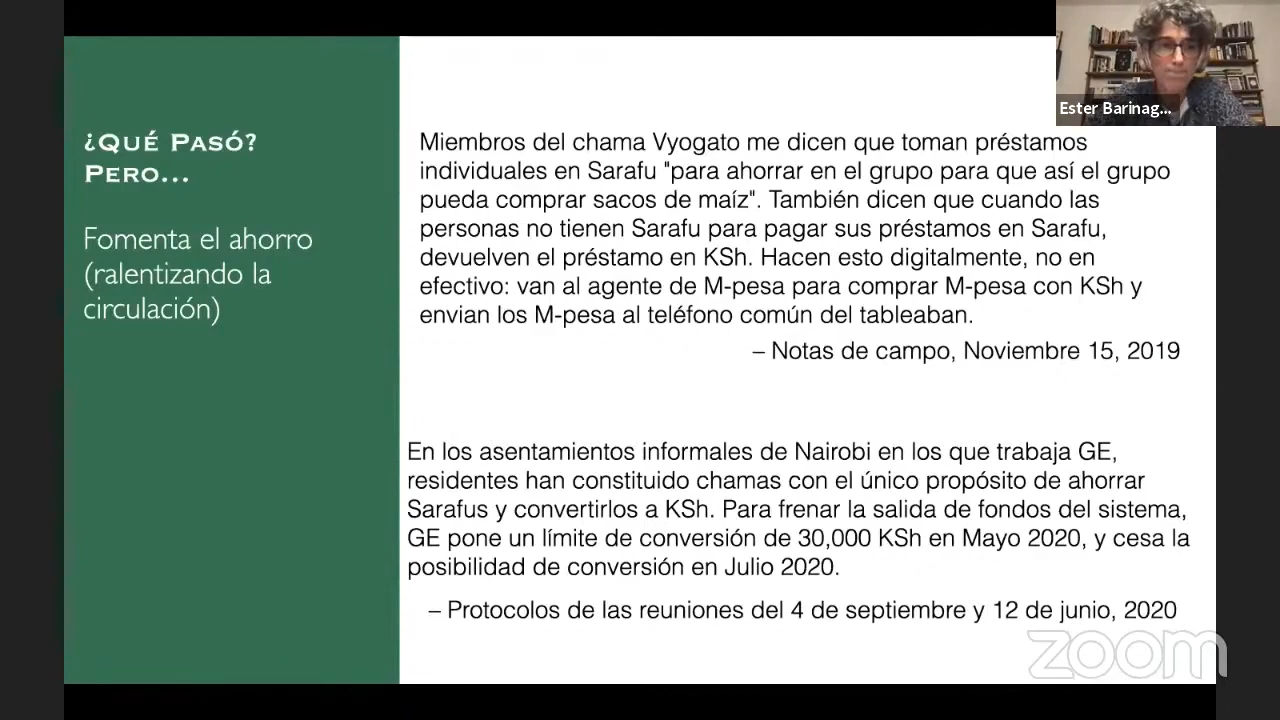 ¿QUÉ PASÓ?
PERO...
Fomenta el ahorro
(ralentizando la
circulación)
Miembros del chama Vyogato me dicen que toman préstamos
individuales en Sarafu "para ahorrar en el grupo para que así el grupo
pueda comprar sacos de maíz". También dicen que cuando las
personas no tienen Sarafu para pagar sus préstamos en Sarafu,
devuelven el préstamo en KSh. Hacen esto digitalmente, no en
efectivo: van al agente de M-pesa para comprar M-pesa con KSh y
envian los M-pesa al teléfono común del tableaban.
– Notas de campo, Noviembre 15, 2019
En los asentamientos informales de Nairobi en los que trabaja GE,
residentes han constituido chamas con el único propósito de ahorrar
Sarafus y convertirlos a KSh. Para frenar la salida de fondos del sistema,
GE pone un límite de conversión de 30,000 KSh en Mayo 2020, y cesa la
posibilidad de conversión en Julio 2020.
– Protocolos de las reuniones del 4 de septiembre y 12 de junio, 2020
Ester Barinag...
zoom